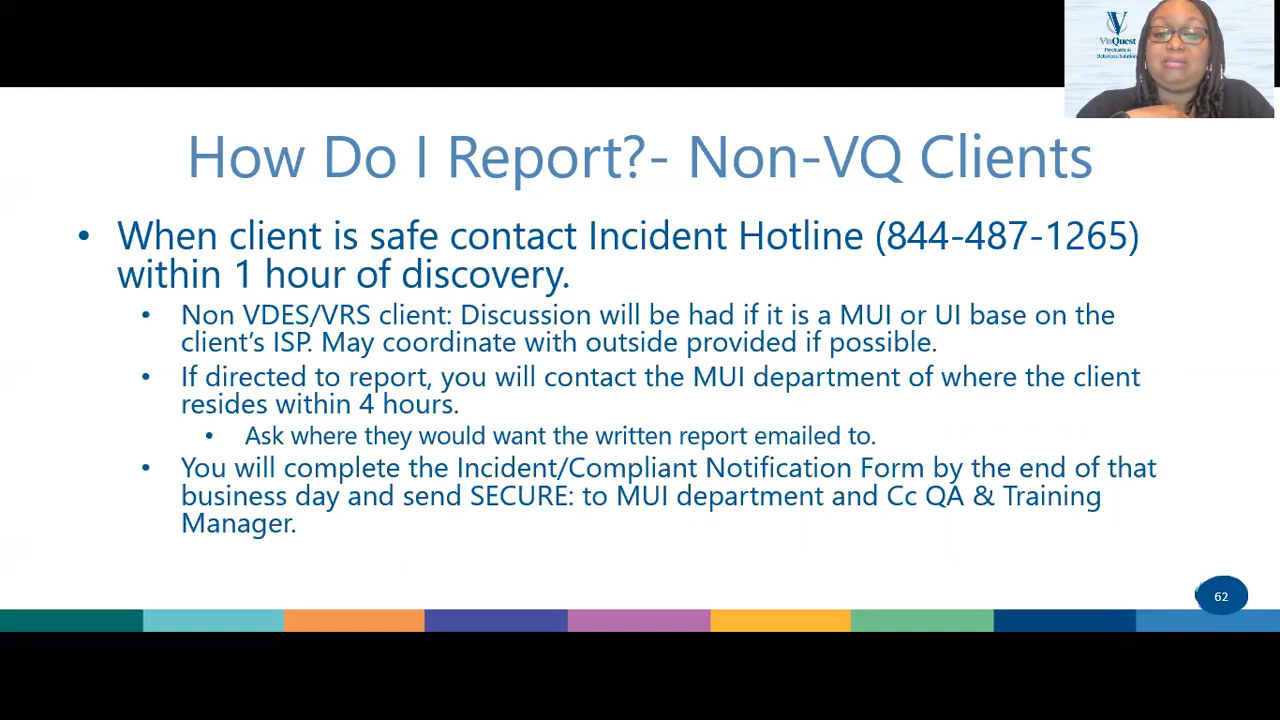 ViaQuest
Psychiatric &
Behavioral Solutions
How Do I Report?- Non-VQ Clients
• When client is safe contact Incident Hotline (844-487-1265)
within 1 hour of discovery.
• Non VDES/VRS client: Discussion will be had if it is a MUI or UI base on the
client’s ISP. May coordinate with outside provided if possible.
• If directed to report, you will contact the MUI department of where the client
resides within 4 hours.
• Ask where they would want the written report emailed to.
• You will complete the Incident/Compliant Notification Form by the end of that
business day and send SECURE: to MUI department and Cc QA & Training
Manager.
62